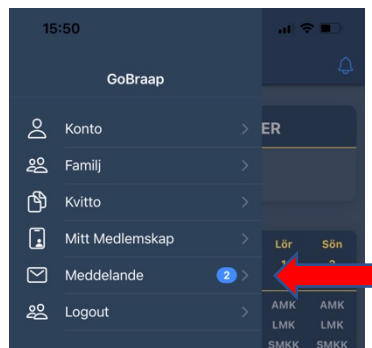 15:50
GoBraap
Konto
ER
Familj
Kvitto
Mitt Medlemskap
Lör Sön
Meddelande 2
AMK AMK
Logout
LMK LMK
SMKK SMKK